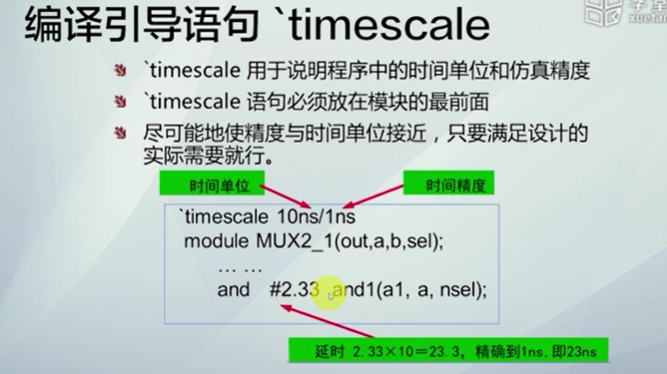 编译引导语句 `timescale
`timescale 用于说明程序中的时间单位和仿真精度
`timescale 语句必须放在模块的最前面
尽可能地使精度与时间单位接近，只要满足设计的
实际需要就行。
时间单位 时间精度
`timescale 10ns/1ns
module MUX2_1(out,a,b,sel);
… …
and #2.33 and1(a1, a, nsel);
延时 2.33×10＝23.3，精确到1ns,即23ns